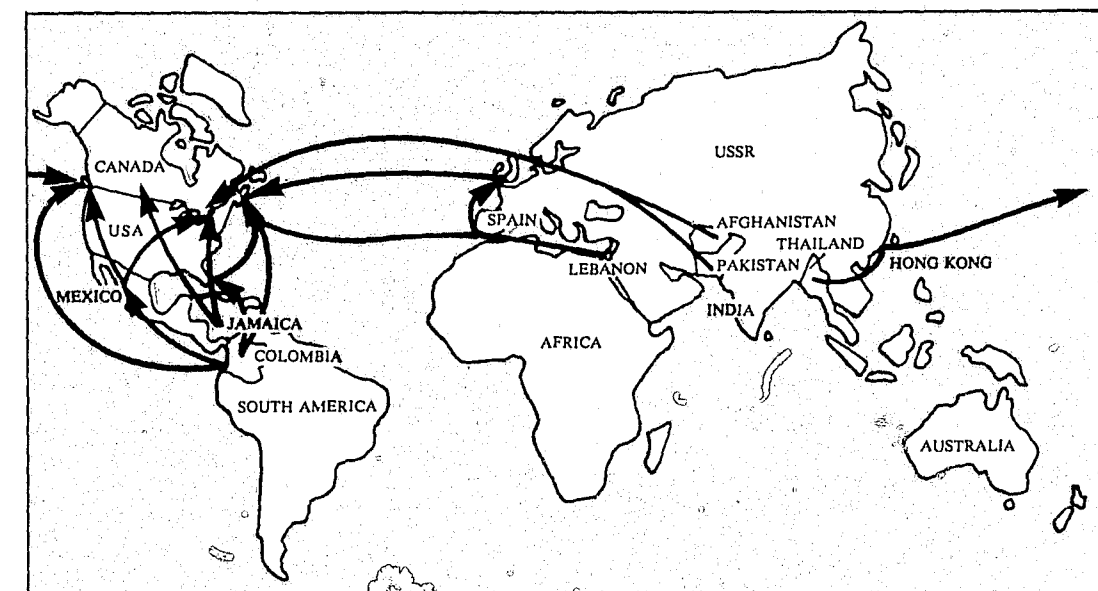 USSR
CANADA
USA
SPAIN
AFGHANISTAN
THAILAND
LEBANON
PAKISTAN
HONG KONG
MEXICO
INDIA
JAMAICA
AFRICA
COLOMBIA
SOUTH AMERICA
AUSTRALIA